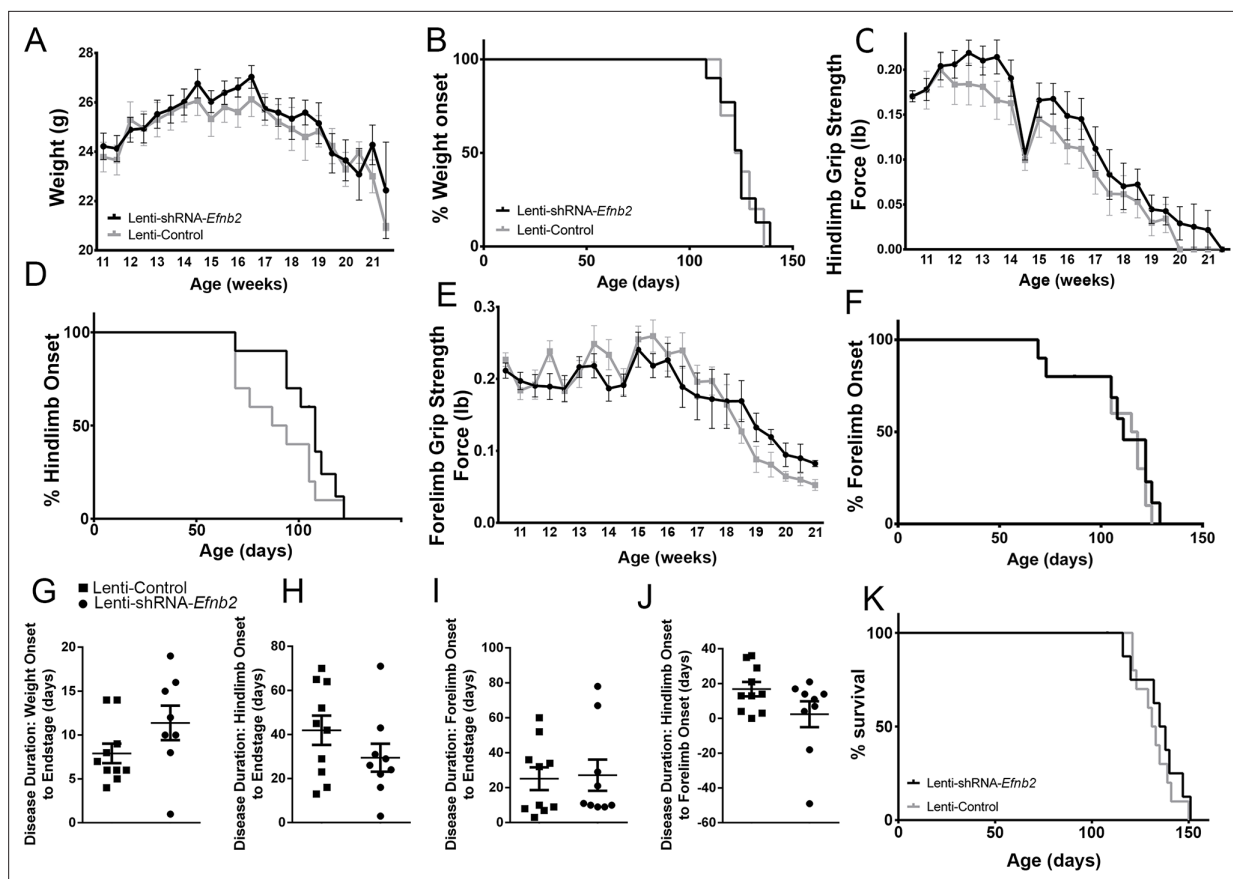 A
Weight (g)
28
26
24
22
20
Lenti-shRNA-Efnb2
Lenti-Control
11 12 13 14 15 16 17 18 19 20 21
Age (weeks)
B
% Weight onset
100
50
0
Lenti-shRNA-Efnb2
Lenti-Control
0 50 100 150
Age (days)
C
Hindlimb Grip Strength
Force (lb)
0.20
0.15
0.10
0.05
0.00
11 12 13 14 15 16 17 18 19 20 21
Age (weeks)
D
% Hindlimb Onset
100
50
0
0 50 100
Age (days)
E
Forelimb Grip Strength
Force (lb)
0.3
0.2
0.1
0.0
11 12 13 14 15 16 17 18 19 20 21
Age (weeks)
F
% Forelimb Onset
100
50
0
0 50 100 150
Age (days)
Lenti-Control
Lenti-shRNA-Efnb2
G
Disease Duration: Weight Onset
to Endstage (days)
20
15
10
5
0
H
Disease Duration: Hindlimb Onset
to Endstage (days)
80
60
40
20
0
I
Disease Duration: Forelimb Onset
to Endstage (days)
100
80
60
40
20
0
J
Disease Duration: Hindlimb Onset
to Forelimb Onset (days)
40
20
0
-20
-40
-60
K
% survival
100
50
0
Lenti-shRNA-Efnb2
Lenti-Control
0 50 100 150
Age (days)